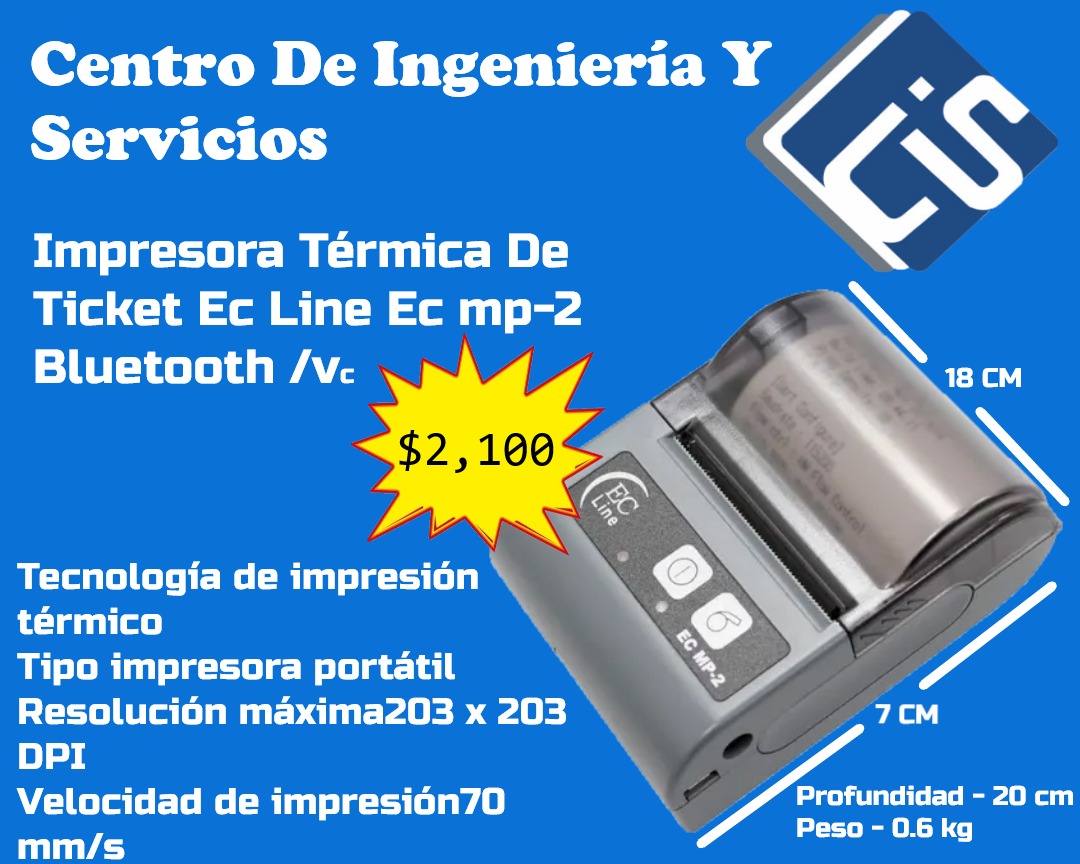 Centro De Ingeniería Y
Servicios
CiS
Impresora Térmica De
Ticket Ec Line Ec mp-2
Bluetooth /vc
$2,100
18 CM
EC
Line
EC MP-2
7 CM
Tecnología de impresión
térmico
Tipo impresora portátil
Resolución máxima203 x 203
DPI
Velocidad de impresión70
mm/s
Profundidad - 20 cm
Peso - 0.6 kg